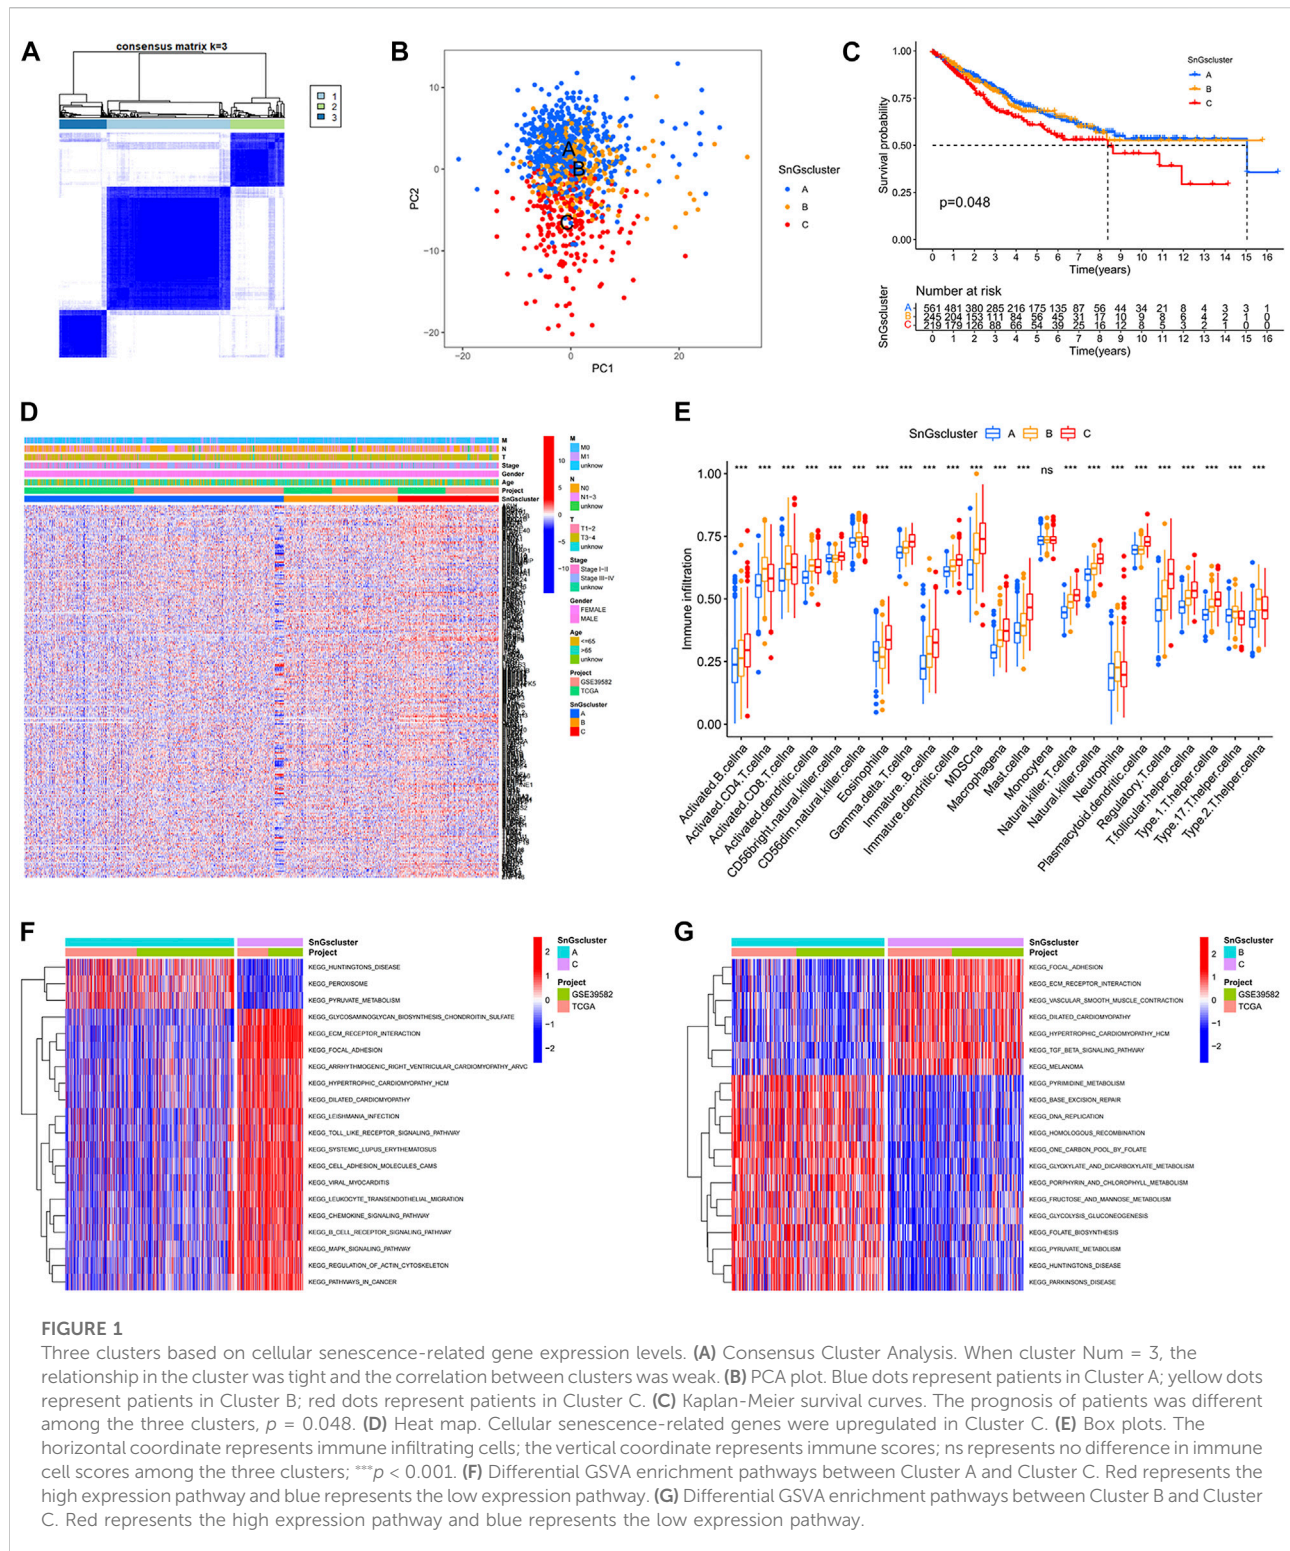 A
consensus matrix k=3
1
2
3
B
PC2
10
0
−10
−20
−20
0
20
PC1
SnGscluster
A
B
C
A
B
C
C
SnGscluster
A
B
C
Survival probability
1.00
0.75
0.50
0.25
0.00
p=0.048
0 1 2 3 4 5 6 7 8 9 10 11 12 13 14 15 16
Time(years)
Number at risk
SnGscluster
A 561 481 380 285 216 175 135 87 56 44 34 21 8 4 3 3 1
B 245 204 153 111 84 56 45 31 17 10 9 8 6 4 2 1 0
C 219 179 126 88 66 54 39 25 16 12 8 5 3 2 1 0 0
0 1 2 3 4 5 6 7 8 9 10 11 12 13 14 15 16
Time(years)
D
M
N
T
Stage
Gender
Age
Project
SnGscluster
10
5
0
−5
−10
M
M0
M1
unknow
N
N0
N1−3
unknow
T
T1−2
T3−4
unknow
Stage
Stage I−II
Stage III−IV
unknow
Gender
FEMALE
MALE
Age
<=65
>65
unknow
Project
GSE39582
TCGA
SnGscluster
A
B
C
E
SnGscluster A B C
*** *** *** *** *** *** *** *** *** *** *** *** *** ns *** *** *** *** *** *** *** *** ***
Immune infiltration
1.00
0.75
0.50
0.25
0.00
Activated.B.cellna
Activated.CD4.T.cellna
Activated.CD8.T.cellna
Activated.dendritic.cellna
CD56bright.natural.killer.cellna
CD56dim.natural.killer.cellna
Eosinophilna
Gamma.delta.T.cellna
Immature..B.cellna
Immature.dendritic.cellna
MDSCna
Macrophagena
Mast.cellna
Monocytena
Natural.killer.T.cellna
Natural.killer.cellna
Neutrophilna
Plasmacytoid.dendritic.cellna
Regulatory.T.cellna
T.follicular.helper.cellna
Type.1.T.helper.cellna
Type.17.T.helper.cellna
Type.2.T.helper.cellna
F
SnGscluster
Project
KEGG_HUNTINGTONS_DISEASE
KEGG_PEROXISOME
KEGG_PYRUVATE_METABOLISM
KEGG_GLYCOSAMINOGLYCAN_BIOSYNTHESIS_CHONDROITIN_SULFATE
KEGG_ECM_RECEPTOR_INTERACTION
KEGG_FOCAL_ADHESION
KEGG_ARRHYTHMOGENIC_RIGHT_VENTRICULAR_CARDIOMYOPATHY_ARVC
KEGG_HYPERTROPHIC_CARDIOMYOPATHY_HCM
KEGG_DILATED_CARDIOMYOPATHY
KEGG_LEISHMANIA_INFECTION
KEGG_TOLL_LIKE_RECEPTOR_SIGNALING_PATHWAY
KEGG_SYSTEMIC_LUPUS_ERYTHEMATOSUS
KEGG_CELL_ADHESION_MOLECULES_CAMS
KEGG_VIRAL_MYOCARDITIS
KEGG_LEUKOCYTE_TRANSENDOTHELIAL_MIGRATION
KEGG_CHEMOKINE_SIGNALING_PATHWAY
KEGG_B_CELL_RECEPTOR_SIGNALING_PATHWAY
KEGG_MAPK_SIGNALING_PATHWAY
KEGG_REGULATION_OF_ACTIN_CYTOSKELETON
KEGG_PATHWAYS_IN_CANCER
2
1
0
−1
−2
SnGscluster
A
C
Project
GSE39582
TCGA
G
SnGscluster
Project
KEGG_FOCAL_ADHESION
KEGG_ECM_RECEPTOR_INTERACTION
KEGG_VASCULAR_SMOOTH_MUSCLE_CONTRACTION
KEGG_DILATED_CARDIOMYOPATHY
KEGG_HYPERTROPHIC_CARDIOMYOPATHY_HCM
KEGG_TGF_BETA_SIGNALING_PATHWAY
KEGG_MELANOMA
KEGG_PYRIMIDINE_METABOLISM
KEGG_BASE_EXCISION_REPAIR
KEGG_DNA_REPLICATION
KEGG_HOMOLOGOUS_RECOMBINATION
KEGG_ONE_CARBON_POOL_BY_FOLATE
KEGG_GLYOXYLATE_AND_DICARBOXYLATE_METABOLISM
KEGG_PORPHYRIN_AND_CHLOROPHYLL_METABOLISM
KEGG_FRUCTOSE_AND_MANNOSE_METABOLISM
KEGG_GLYCOLYSIS_GLUCONEOGENESIS
KEGG_FOLATE_BIOSYNTHESIS
KEGG_PYRUVATE_METABOLISM
KEGG_HUNTINGTONS_DISEASE
KEGG_PARKINSONS_DISEASE
2
1
0
−1
−2
SnGscluster
B
C
Project
GSE39582
TCGA
FIGURE 1
Three clusters based on cellular senescence-related gene expression levels. (A) Consensus Cluster Analysis. When cluster Num = 3, the
relationship in the cluster was tight and the correlation between clusters was weak. (B) PCA plot. Blue dots represent patients in Cluster A; yellow dots
represent patients in Cluster B; red dots represent patients in Cluster C. (C) Kaplan-Meier survival curves. The prognosis of patients was different
among the three clusters, p = 0.048. (D) Heat map. Cellular senescence-related genes were upregulated in Cluster C. (E) Box plots. The
horizontal coordinate represents immune infiltrating cells; the vertical coordinate represents immune scores; ns represents no difference in immune
cell scores among the three clusters; ***p < 0.001. (F) Differential GSVA enrichment pathways between Cluster A and Cluster C. Red represents the
high expression pathway and blue represents the low expression pathway. (G) Differential GSVA enrichment pathways between Cluster B and Cluster
C. Red represents the high expression pathway and blue represents the low expression pathway.